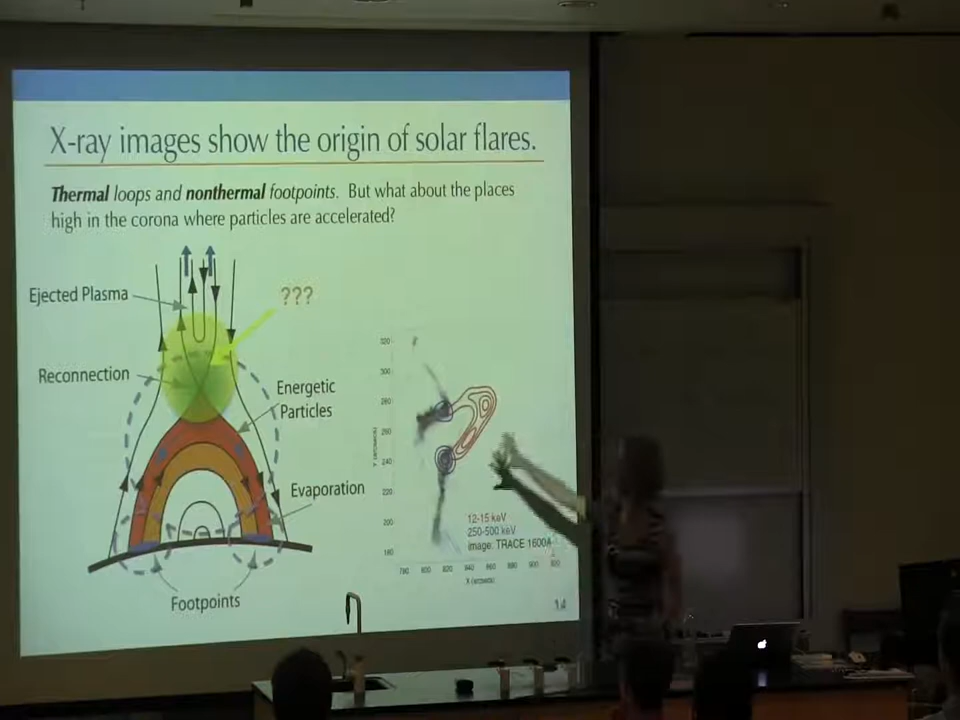 X-ray images show the origin of solar flares.
Thermal loops and nonthermal footpoints. But what about the places
high in the corona where particles are accelerated?
Ejected Plasma
???
Reconnection
Energetic
Particles
Evaporation
Footpoints
320
300
280
260
240
220
200
180
12-15 keV
250-500 keV
image: TRACE 1600A
780 800 820 840 860 880 900 920
X (arcsecs)
14